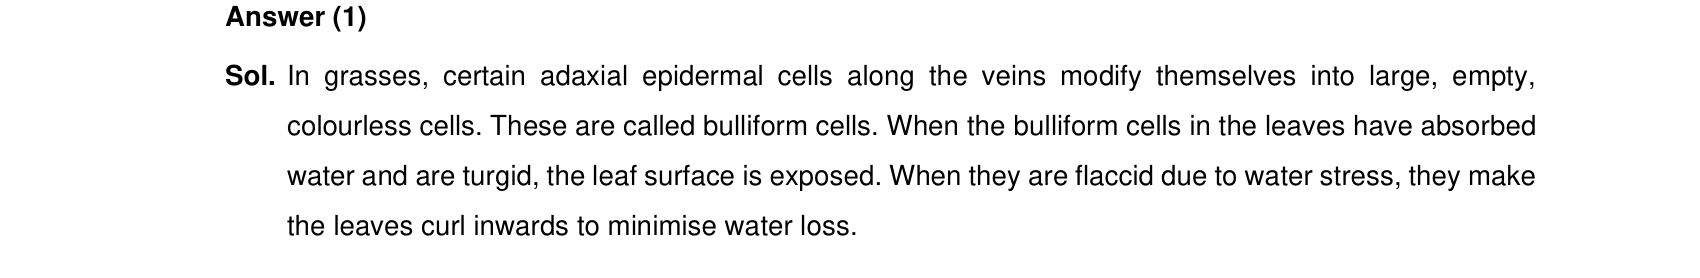 Answer (1)
Sol. In grasses, certain adaxial epidermal cells along the veins modify themselves into large, empty,
colourless cells. These are called bulliform cells. When the bulliform cells in the leaves have absorbed
water and are turgid, the leaf surface is exposed. When they are flaccid due to water stress, they make
the leaves curl inwards to minimise water loss.